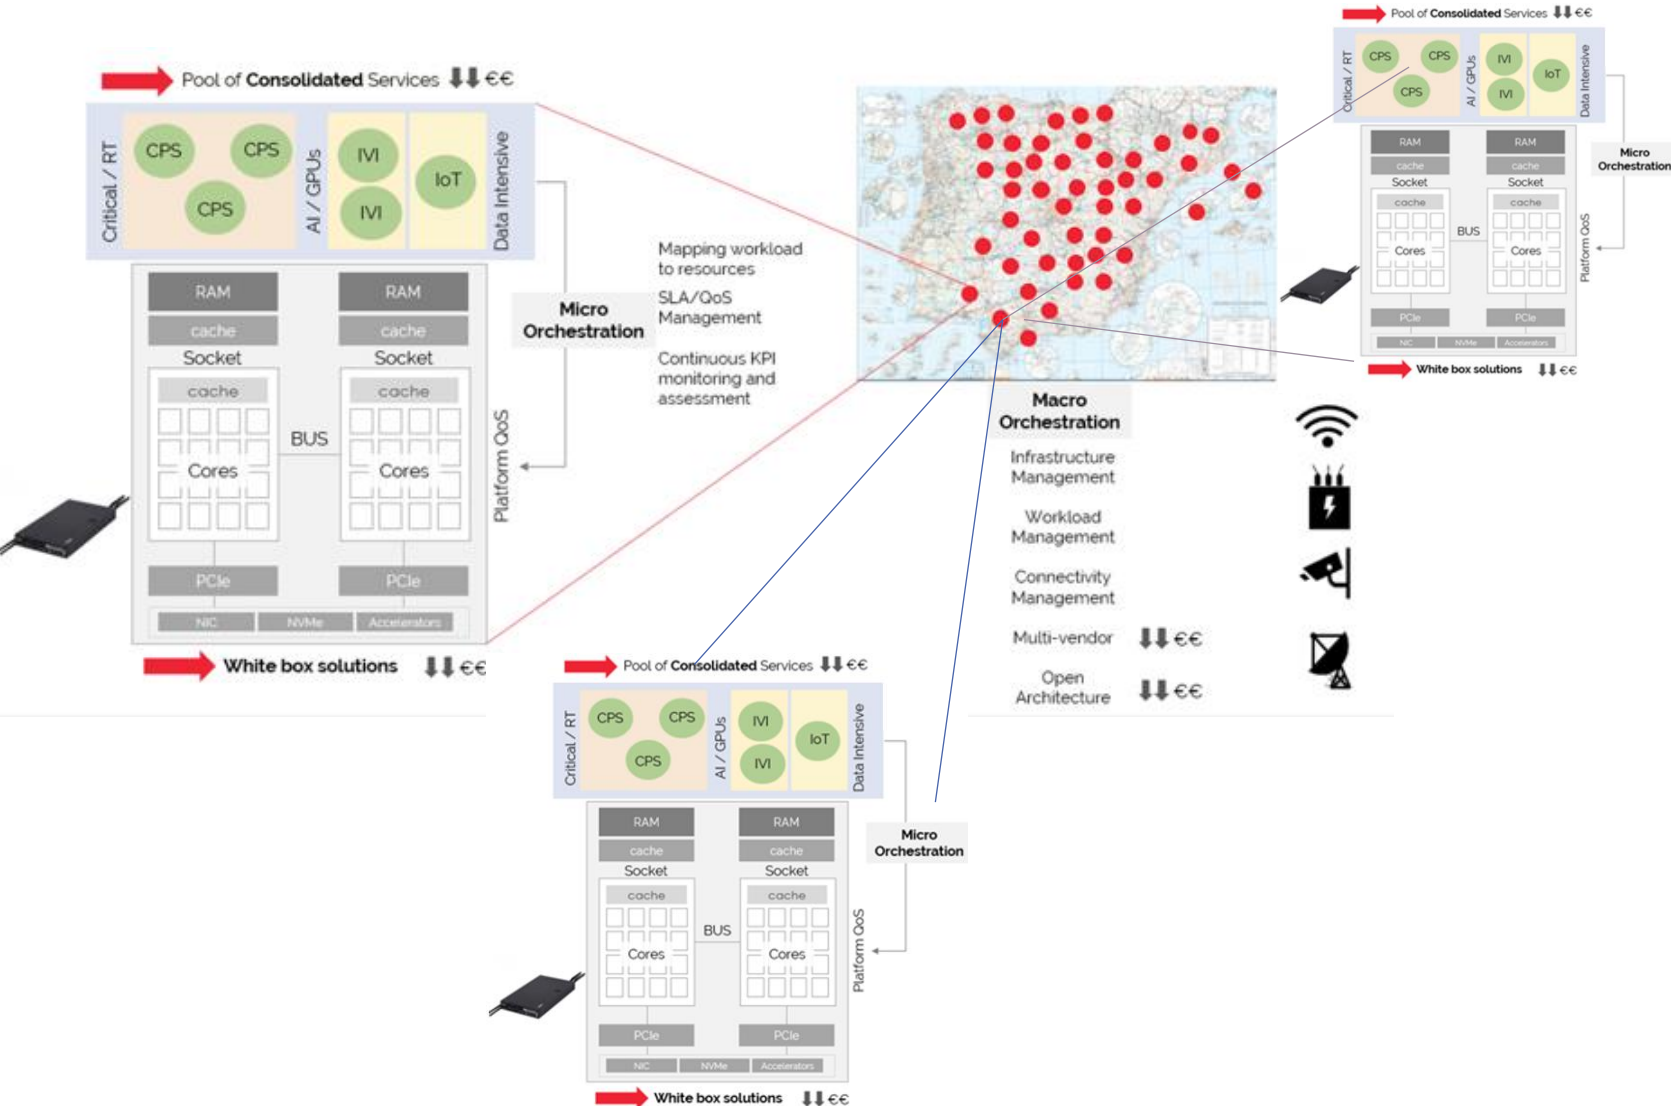 Pool of Consolidated Services €€
Critical / RT
CPS
CPS
CPS
AI / GPUs
IVI
IVI
IoT
Data Intensive
RAM
RAM
cache
cache
Socket
Socket
cache
cache
BUS
Cores
Cores
Platform QoS
PCIe
PCIe
NIC
NVMe
Accelerators
White box solutions €€
Micro
Orchestration
Mapping workload
to resources
SLA/QoS
Management
Continuous KPI
monitoring and
assessment
Macro
Orchestration
Infrastructure
Management
Workload
Management
Connectivity
Management
Multi-vendor €€
Open
Architecture €€
Pool of Consolidated Services €€
Critical / RT
CPS
CPS
CPS
AI / GPUs
IVI
IVI
IoT
Data Intensive
Micro
Orchestration
RAM
RAM
cache
cache
Socket
Socket
cache
cache
BUS
Cores
Cores
Platform QoS
PCIe
PCIe
NIC
NVMe
Accelerators
White box solutions €€
Pool of Consolidated Services €€
Critical / RT
CPS
CPS
CPS
AI / GPUs
IVI
IVI
IoT
Data Intensive
Micro
Orchestration
RAM
RAM
cache
cache
Socket
Socket
cache
cache
BUS
Cores
Cores
Platform QoS
PCIe
PCIe
NIC
NVMe
Accelerators
White box solutions €€